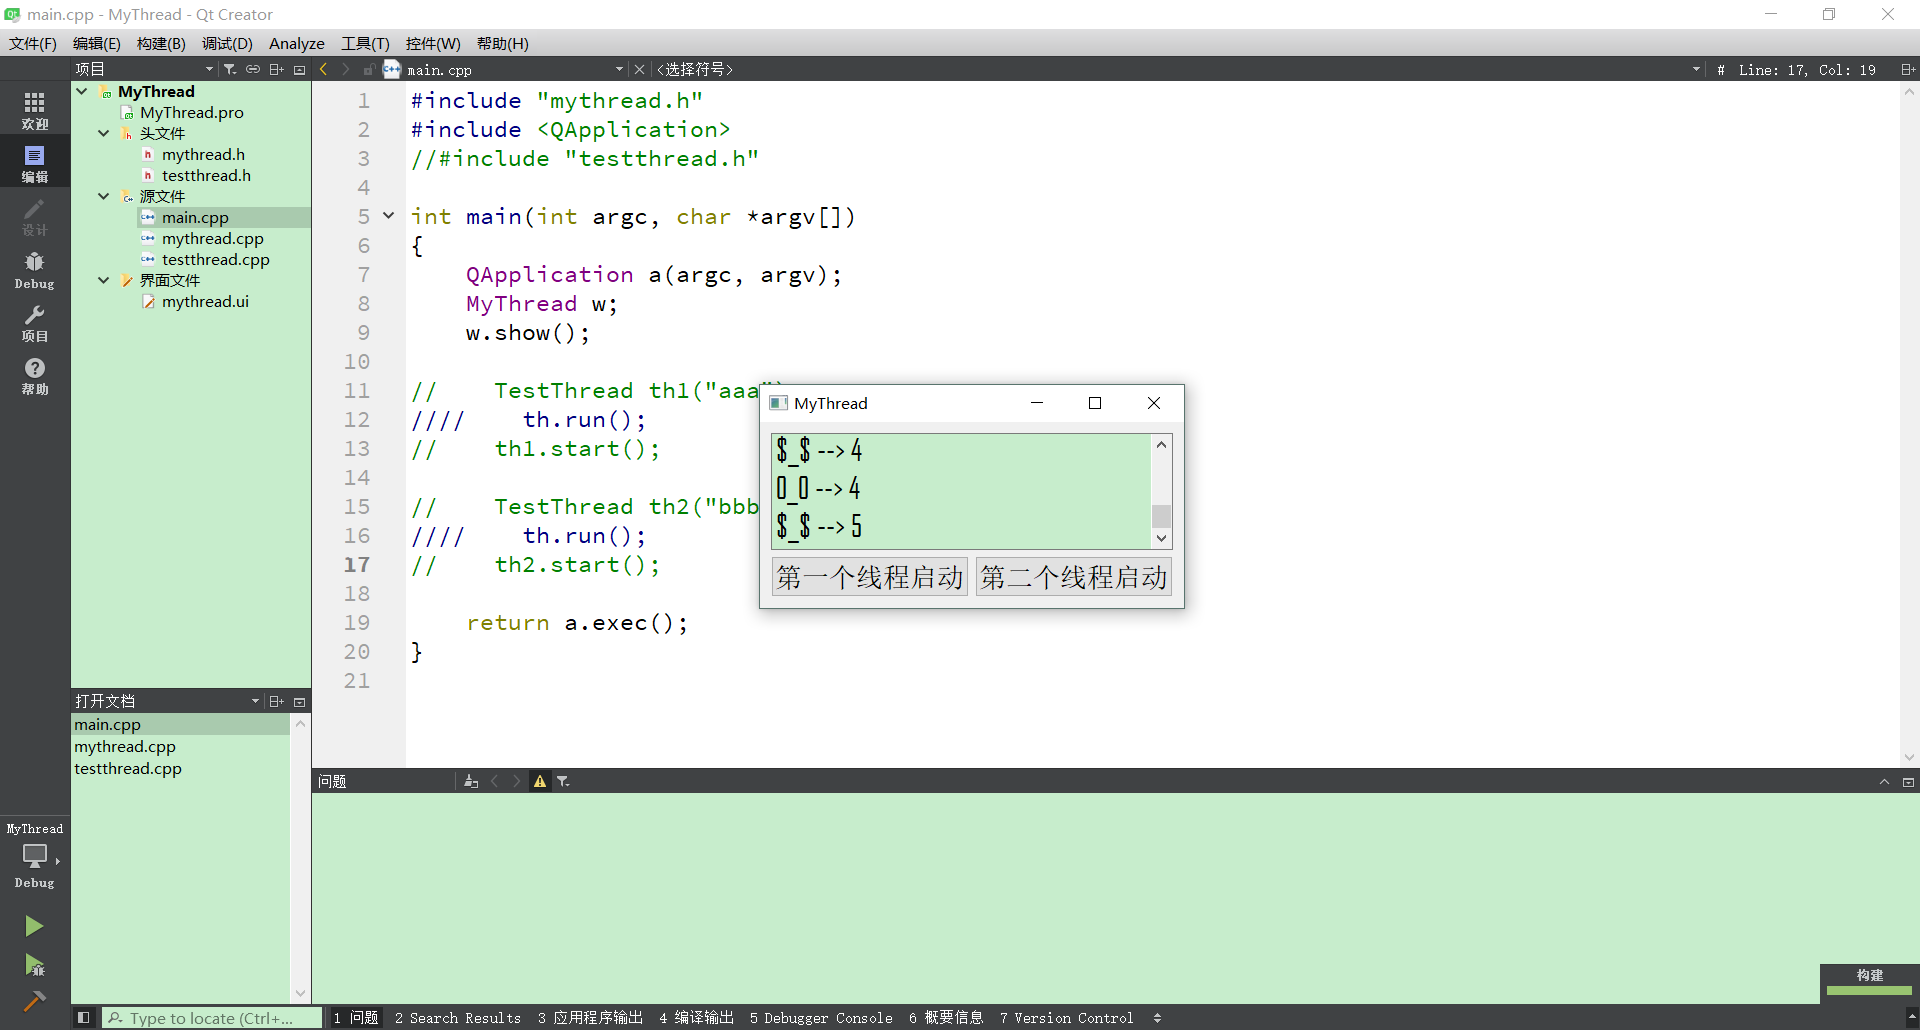 main.cpp - MyThread - Qt Creator
文件(F) 编辑(E) 构建(B) 调试(D) Analyze 工具(T) 控件(W) 帮助(H)
项目
main.cpp
<选择符号>
# Line: 17, Col: 19
欢迎
编辑
设计
Debug
项目
帮助
MyThread
MyThread.pro
头文件
mythread.h
testthread.h
源文件
main.cpp
mythread.cpp
testthread.cpp
界面文件
mythread.ui
1 #include "mythread.h"
2 #include <QApplication>
3 //#include "testthread.h"
4
5 int main(int argc, char *argv[])
6 {
7 QApplication a(argc, argv);
8 MyThread w;
9 w.show();
10
11 // TestThread th1("aaa"
12 //// th.run();
13 // th1.start();
14
15 // TestThread th2("bbb
16 //// th.run();
17 // th2.start();
18
19 return a.exec();
20 }
21
MyThread
$_$ --> 4
0_0 --> 4
$_$ --> 5
第一个线程启动 第二个线程启动
打开文档
main.cpp
mythread.cpp
testthread.cpp
问题
MyThread
Debug
构建
Type to locate (Ctrl+...
1 问题 2 Search Results 3 应用程序输出 4 编译输出 5 Debugger Console 6 概要信息 7 Version Control